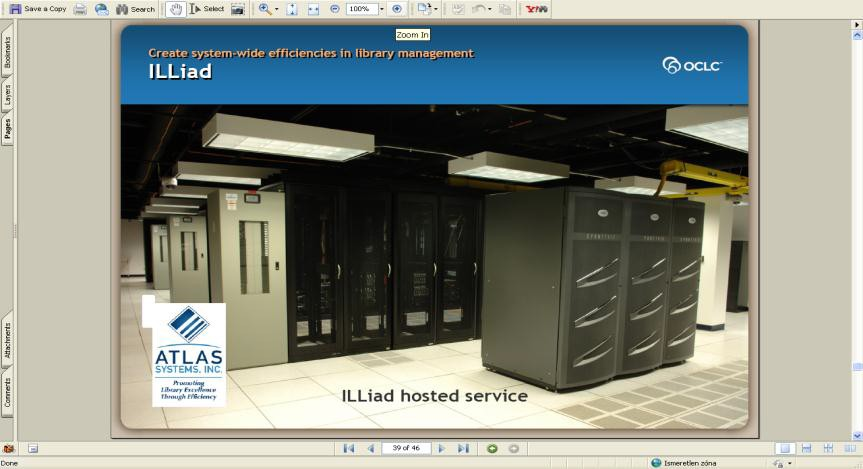 Save a Copy
Search
Select
100%
Zoom In
Bookmarks
Layers
Pages
Attachments
Comments
Create system-wide efficiencies in library management
ILLiad
OCLC
ATLAS
SYSTEMS, INC.
Promoting
Library Excellence
Through Efficiency
ILLiad hosted service
39 of 46
Done
Ismeretlen zóna